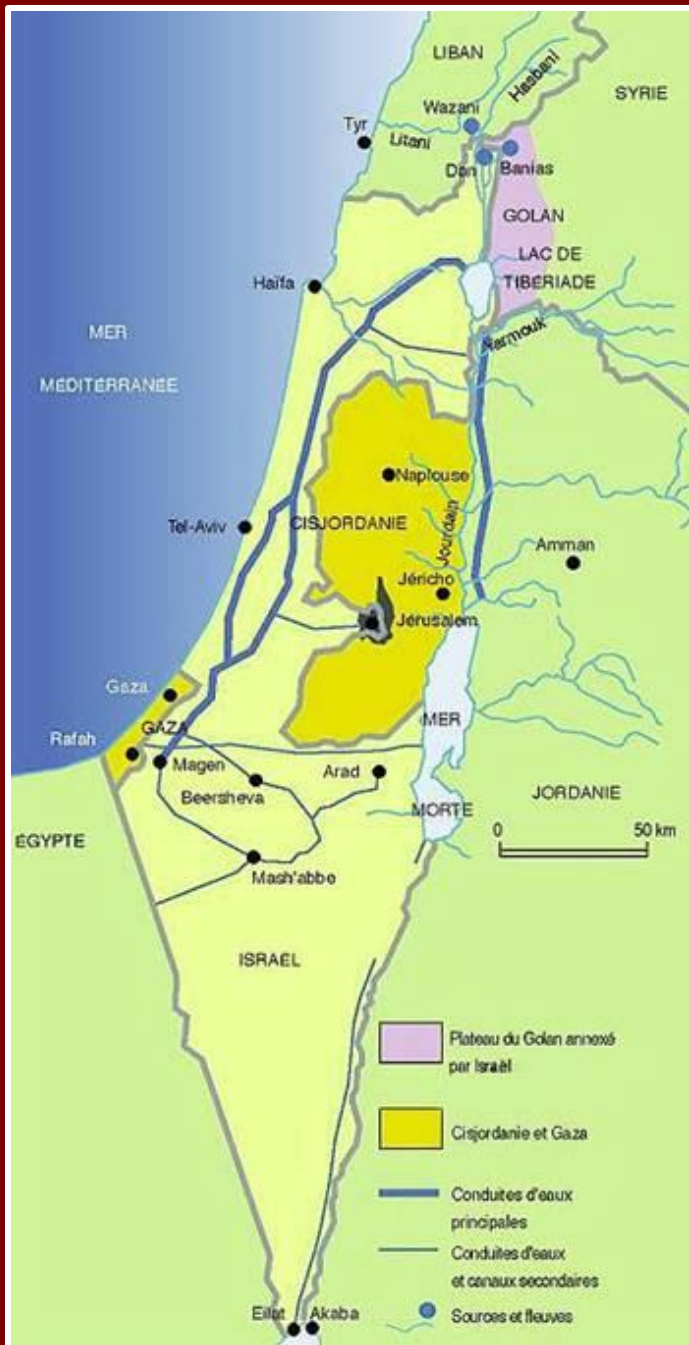 LIBAN
Hasbani
Wazani
SYRIE
Tyr
Litani
Dan
Banias
GOLAN
LAC DE
TIBÉRIADE
Haïfa
Yarmouk
MER
MÉDITERRANÉE
Naplouse
CISJORDANIE
Tel-Aviv
Jourdain
Amman
Jéricho
Jérusalem
Gaza
GAZA
MER
Rafah
Magen
Arad
Beersheva
MORTE
JORDANIE
0 50 km
ÉGYPTE
Mash'abbe
ISRAËL
Plateau du Golan annexé
par Israël
Cisjordanie et Gaza
Conduites d'eaux
principales
Conduites d'eaux
et canaux secondaires
Eilat
Akaba
Sources et fleuves